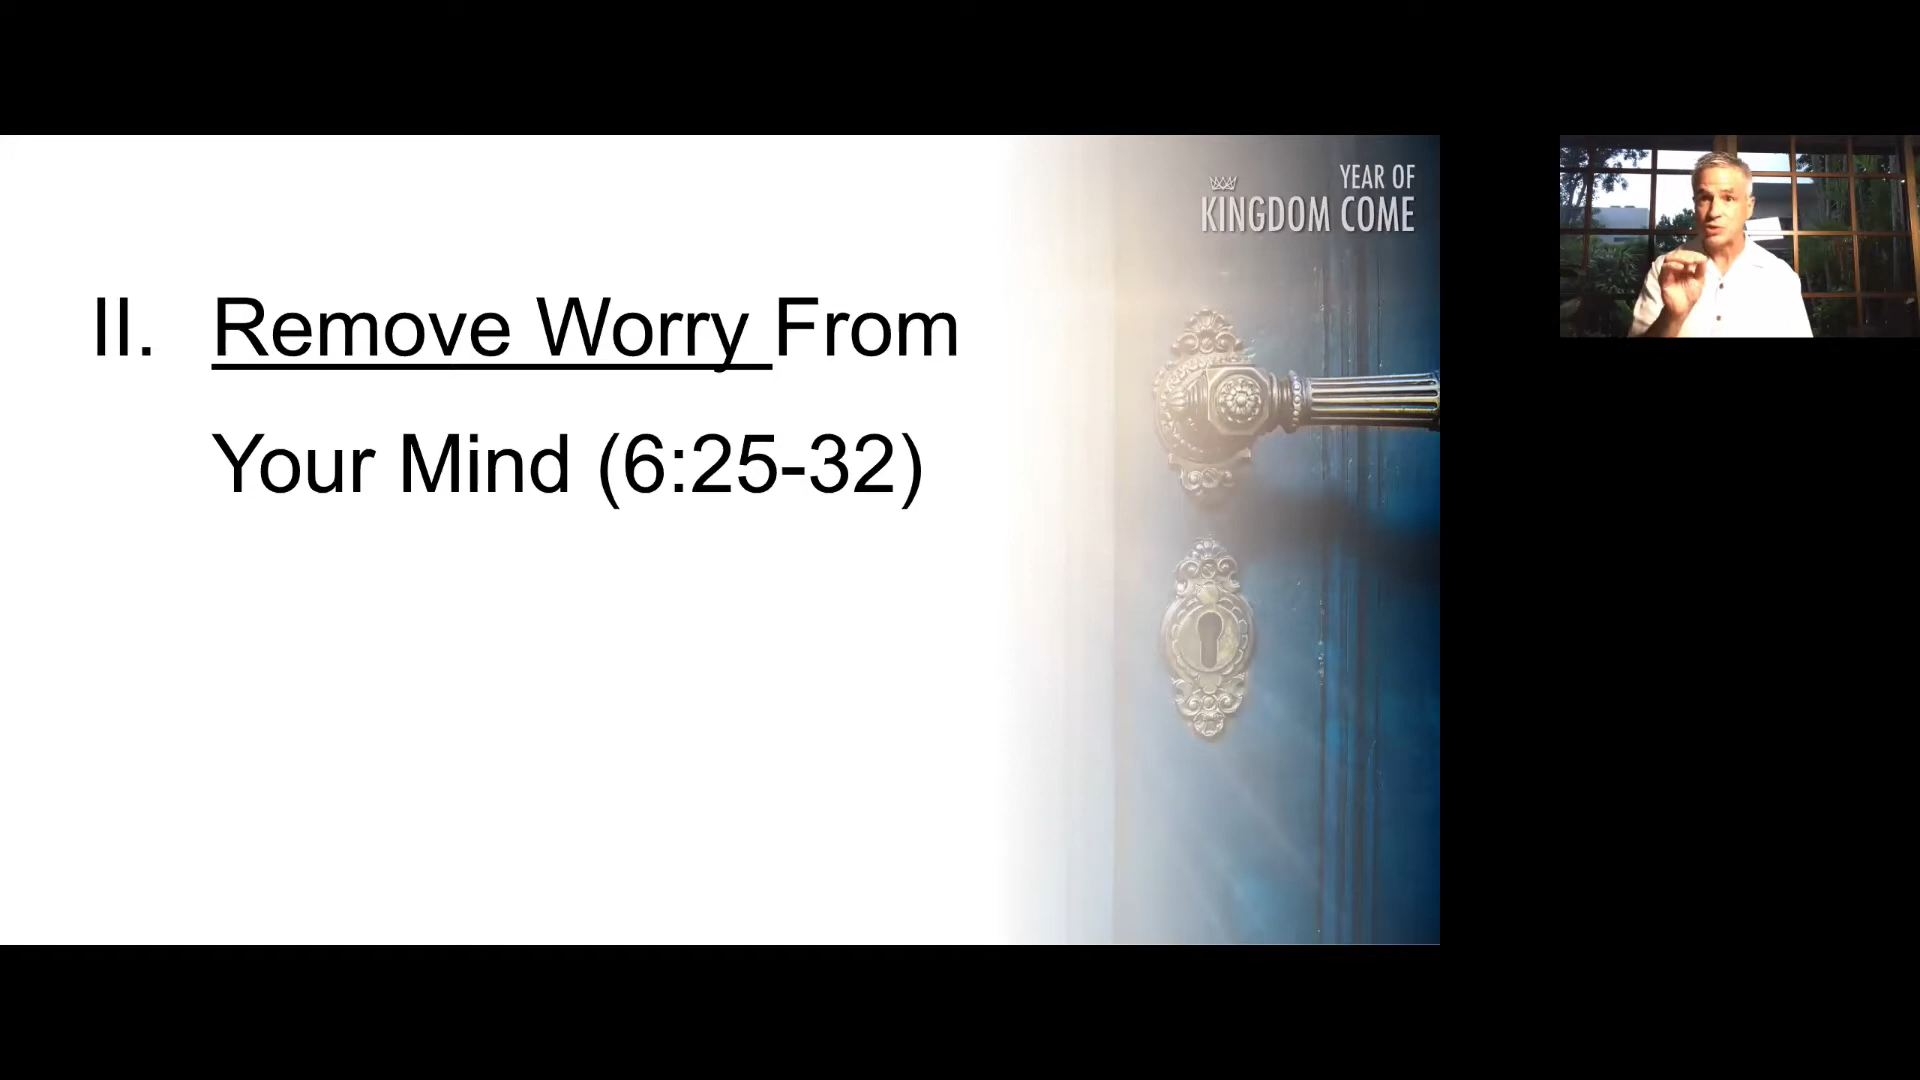 YEAR OF
KINGDOM COME
II. Remove Worry From
Your Mind (6:25-32)